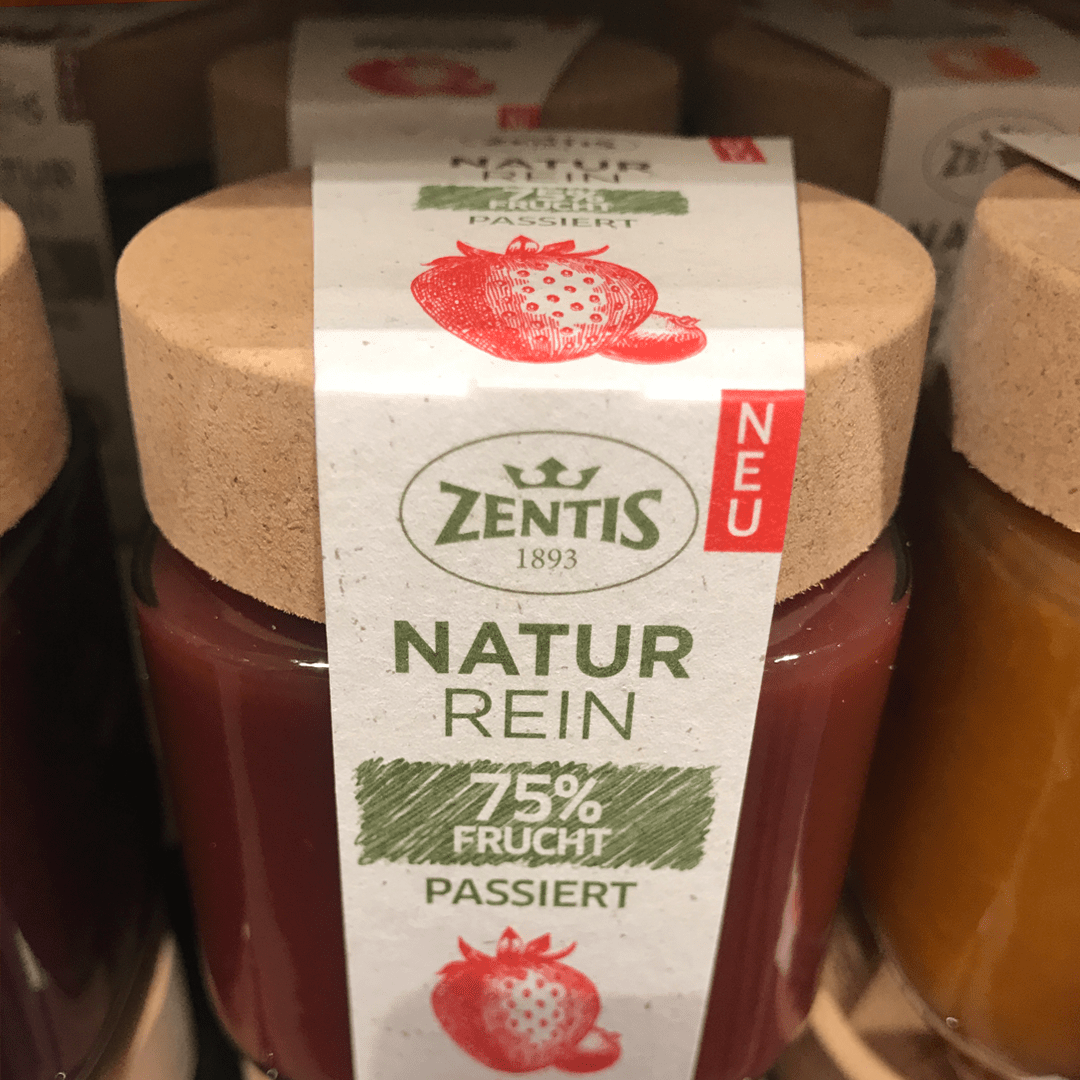 NATUR
REIN
75%
FRUCHT
PASSIERT
NEU
ZENTIS
1893
NATUR
REIN
75%
FRUCHT
PASSIERT